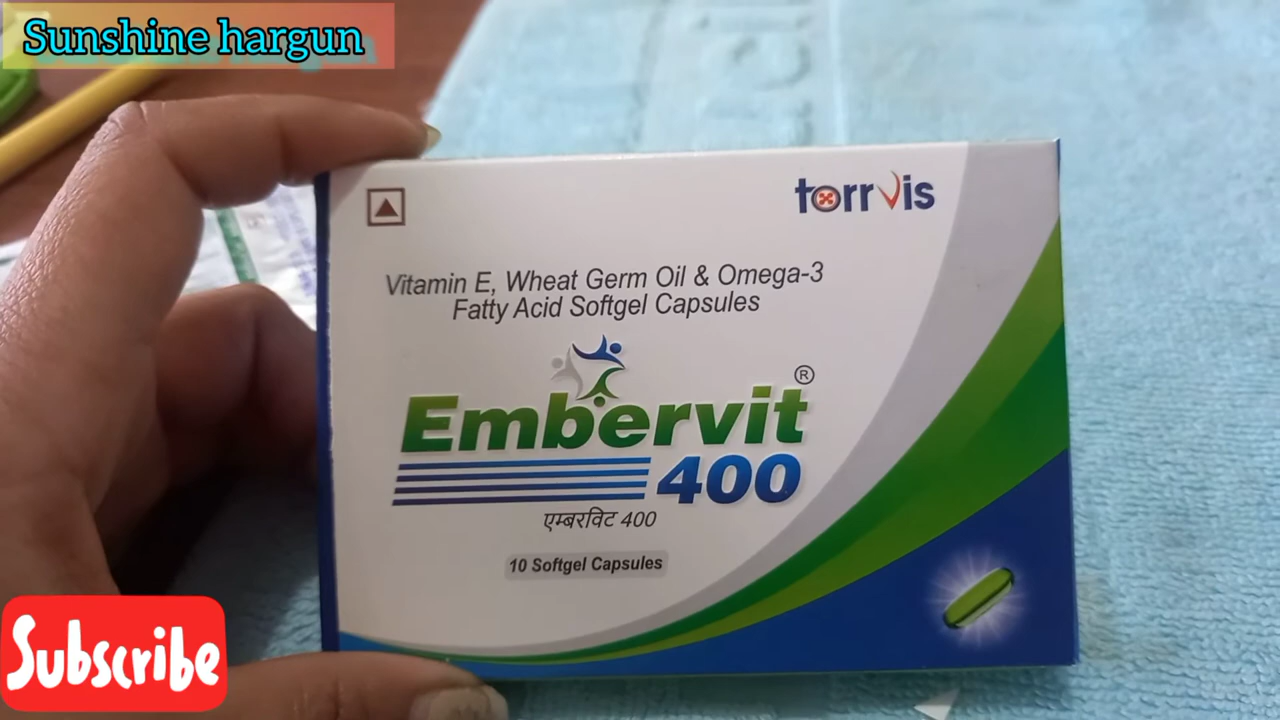 Sunshine hargun
torrvis
Vitamin E, Wheat Germ Oil & Omega-3
Fatty Acid Softgel Capsules
Embervit®
400
एम्बरविट 400
10 Softgel Capsules
Subscribe